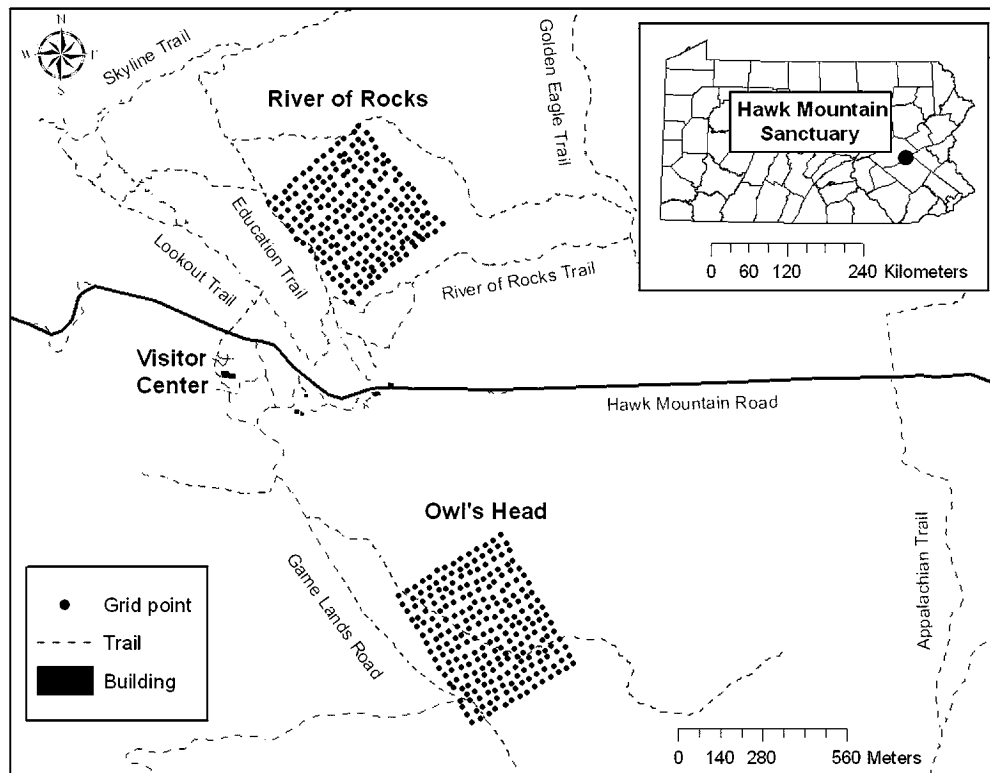 N
W
E
S
Skyline Trail
Golden Eagle Trail
River of Rocks
Education Trail
Lookout Trail
River of Rocks Trail
Hawk Mountain
Sanctuary
0 60 120 240 Kilometers
Visitor
Center
Hawk Mountain Road
Owl's Head
Game Lands Road
Appalachian Trail
Grid point
Trail
Building
0 140 280 560 Meters